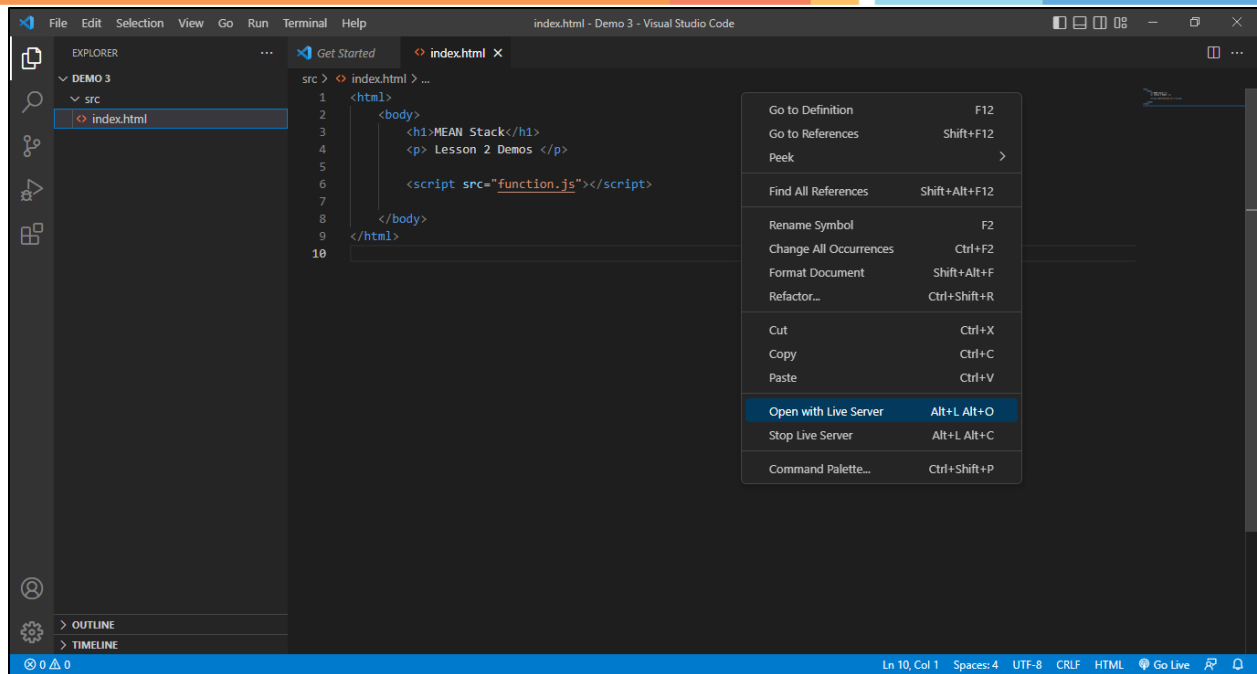 File Edit Selection View Go Run Terminal Help index.html - Demo 3 - Visual Studio Code
EXPLORER
DEMO 3
src
index.html
OUTLINE
TIMELINE
Get Started index.html
src > index.html > ...
1 <html>
2 <body>
3 <h1>MEAN Stack</h1>
4 <p> Lesson 2 Demos </p>
5
6 <script src="function.js"></script>
7
8 </body>
9 </html>
10
Go to Definition F12
Go to References Shift+F12
Peek
Find All References Shift+Alt+F12
Rename Symbol F2
Change All Occurrences Ctrl+F2
Format Document Shift+Alt+F
Refactor... Ctrl+Shift+R
Cut Ctrl+X
Copy Ctrl+C
Paste Ctrl+V
Open with Live Server Alt+L Alt+O
Stop Live Server Alt+L Alt+C
Command Palette... Ctrl+Shift+P
0 0 Ln 10, Col 1 Spaces: 4 UTF-8 CRLF HTML Go Live